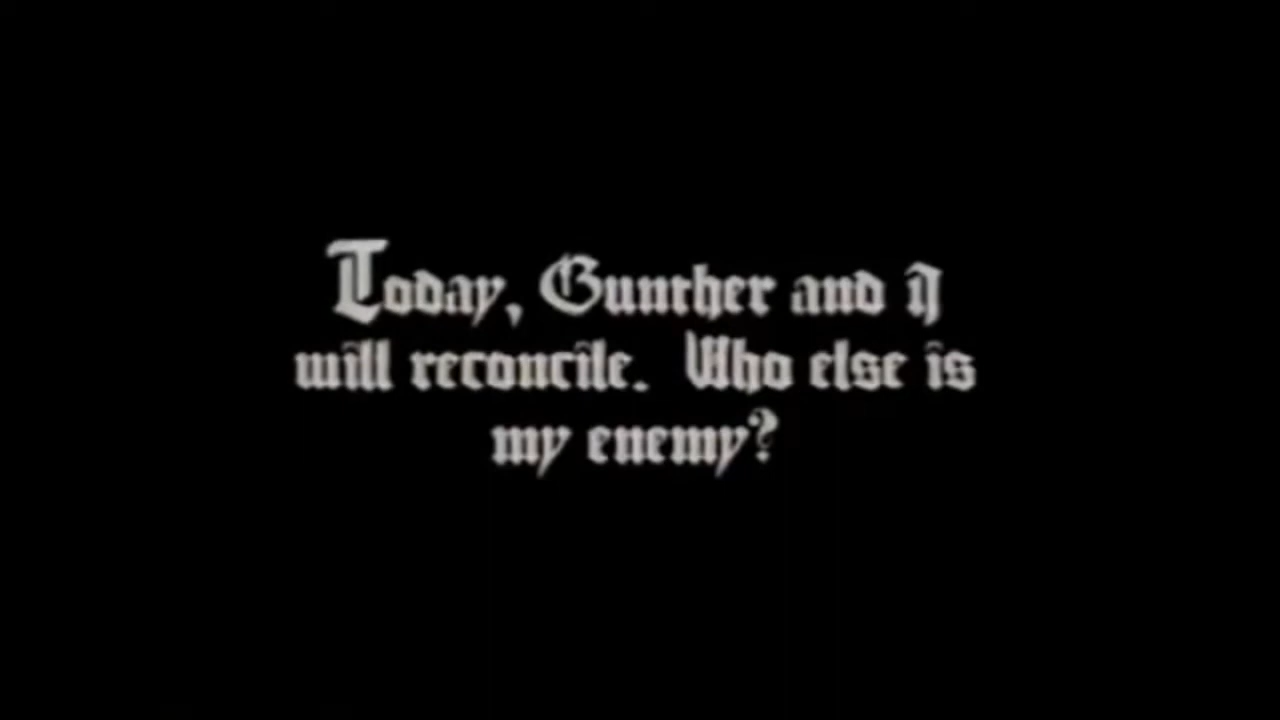 Today, Gunther and I
will reconcile. Who else is
my enemy?